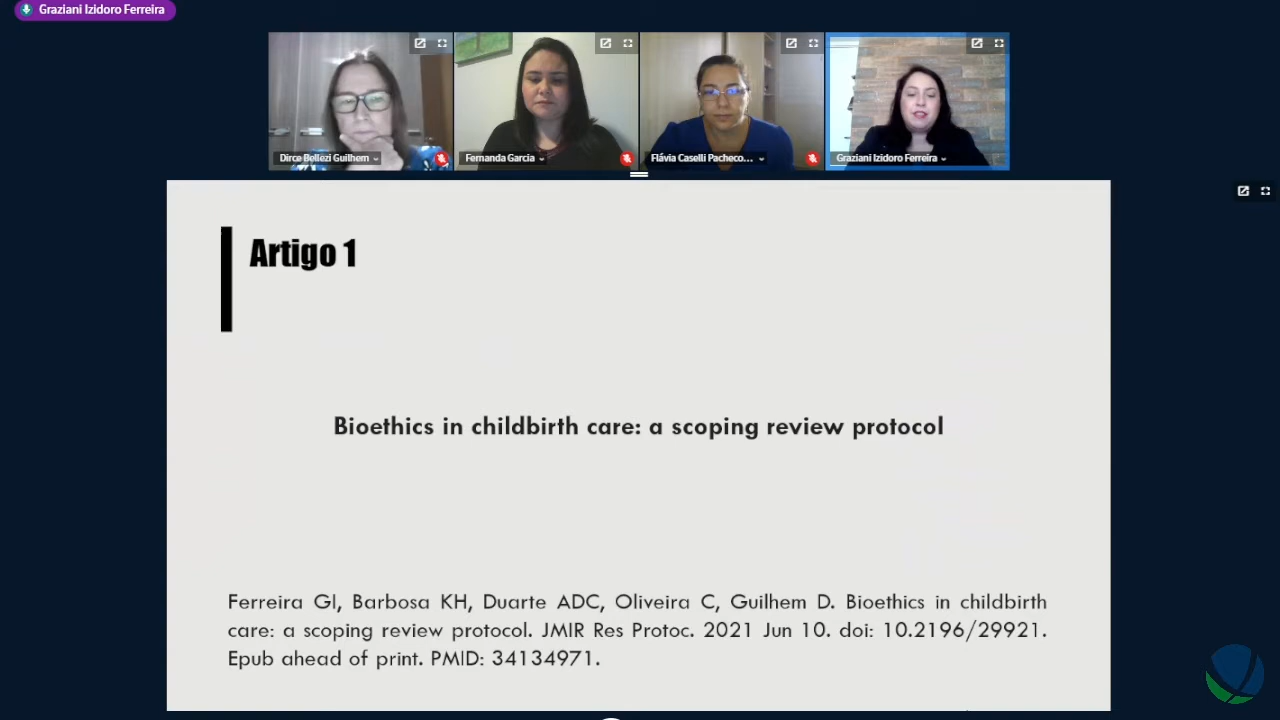 Graziani Izidoro Ferreira
Dirce Bellezi Guilhem
Fernanda Garcia
Flávia Caselli Pacheco...
Graziani Izidoro Ferreira
Artigo 1
Bioethics in childbirth care: a scoping review protocol
Ferreira GI, Barbosa KH, Duarte ADC, Oliveira C, Guilhem D. Bioethics in childbirth
care: a scoping review protocol. JMIR Res Protoc. 2021 Jun 10. doi: 10.2196/29921.
Epub ahead of print. PMID: 34134971.